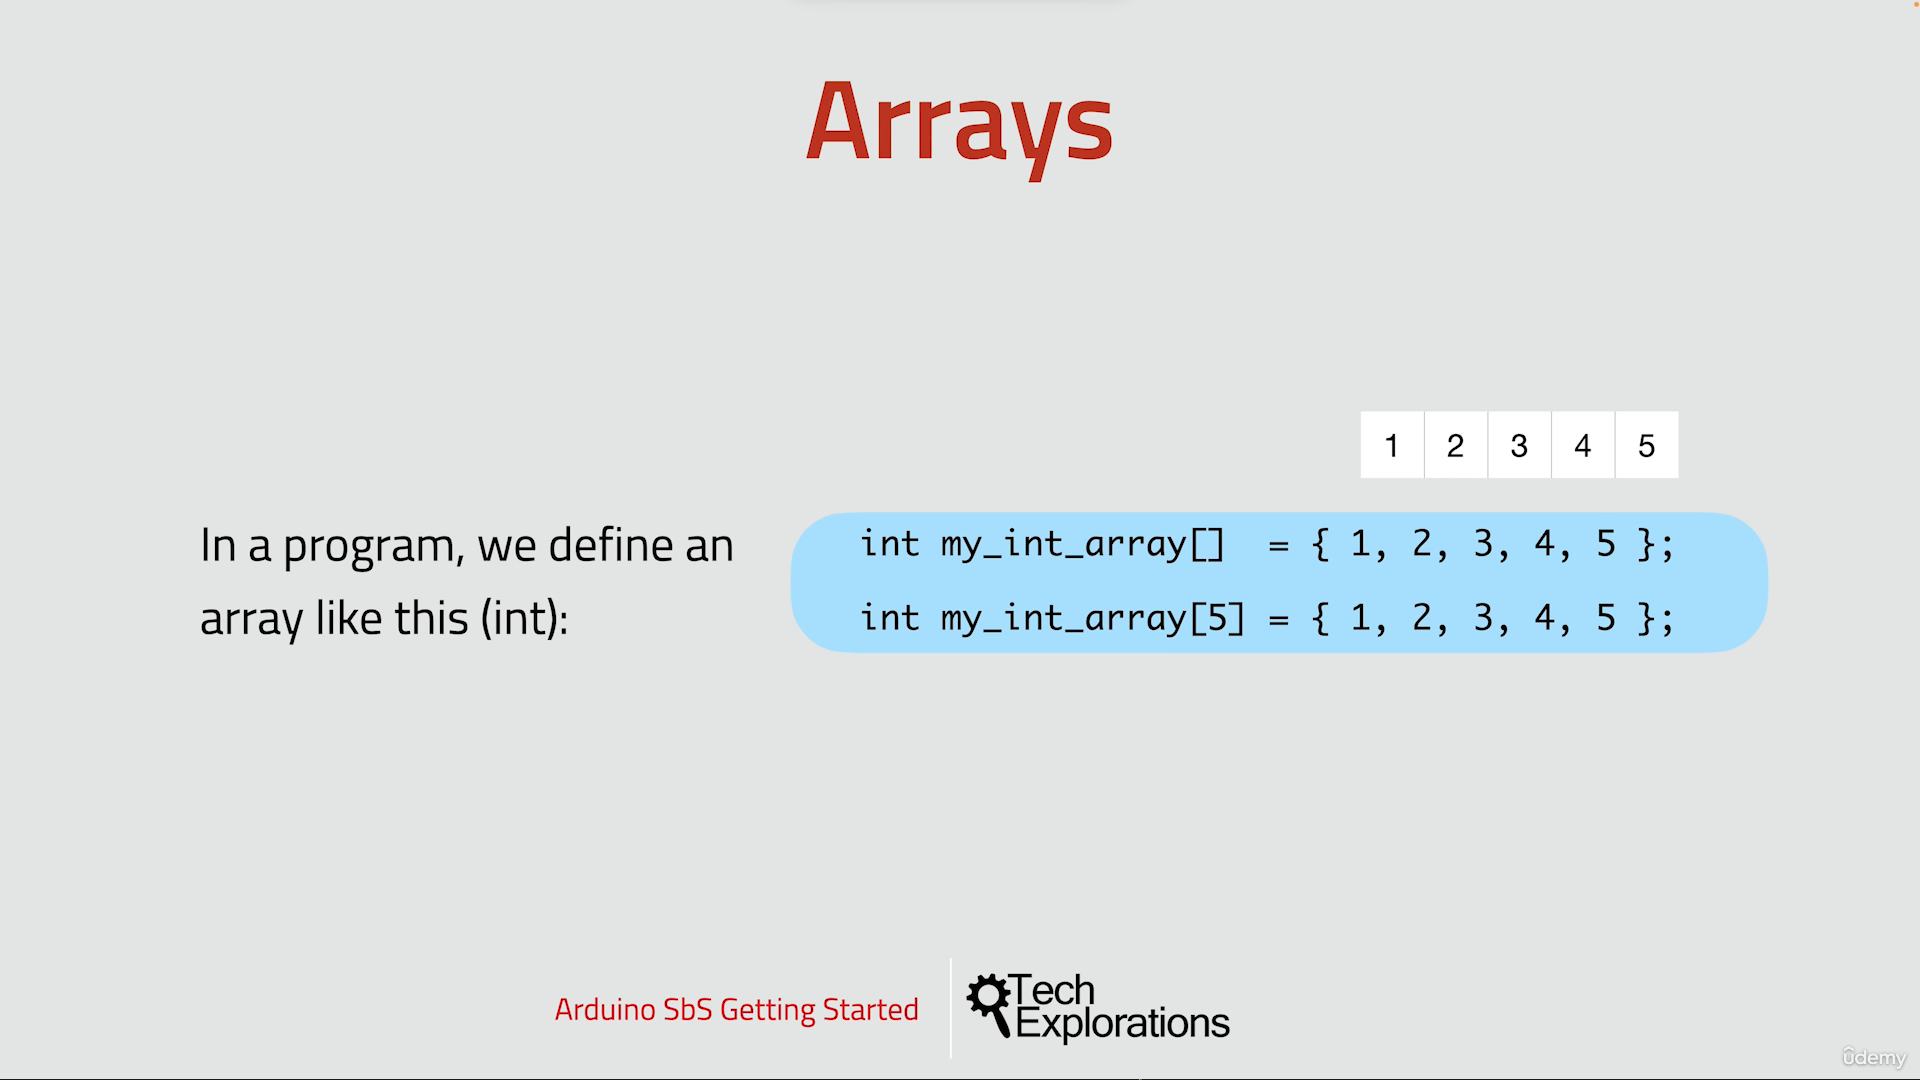 Arrays
1 2 3 4 5
In a program, we define an
array like this (int):
int my_int_array[]  = { 1, 2, 3, 4, 5 };
int my_int_array[5] = { 1, 2, 3, 4, 5 };
Arduino SbS Getting Started
Tech
Explorations
ûdemy